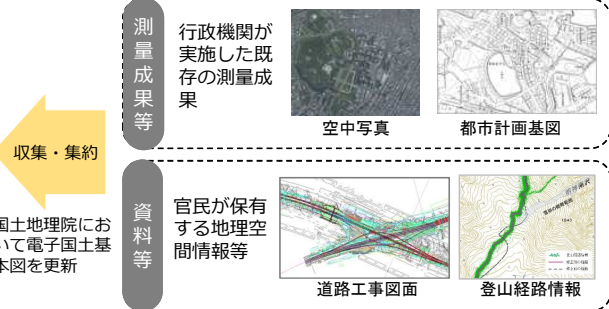 測量成果等
行政機関が
実施した既
存の測量成
果
空中写真
都市計画基図
収集・集約
国土地理院にお
いて電子国土基
本図を更新
資料等
官民が保有
する地理空
間情報等
道路工事図面
登山経路情報